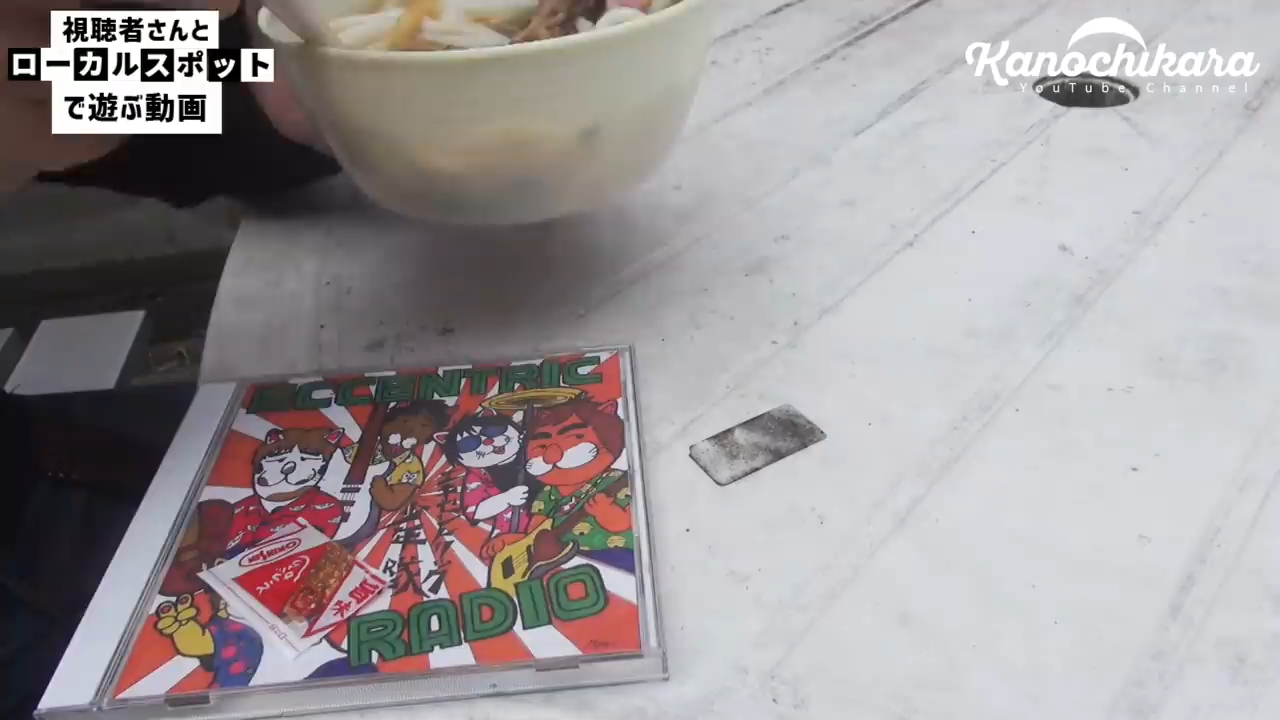 視聴者さんと
ローカルスポット
で遊ぶ動画
Kanochikara
YouTube Channel
ECCENTRIC
RADIO